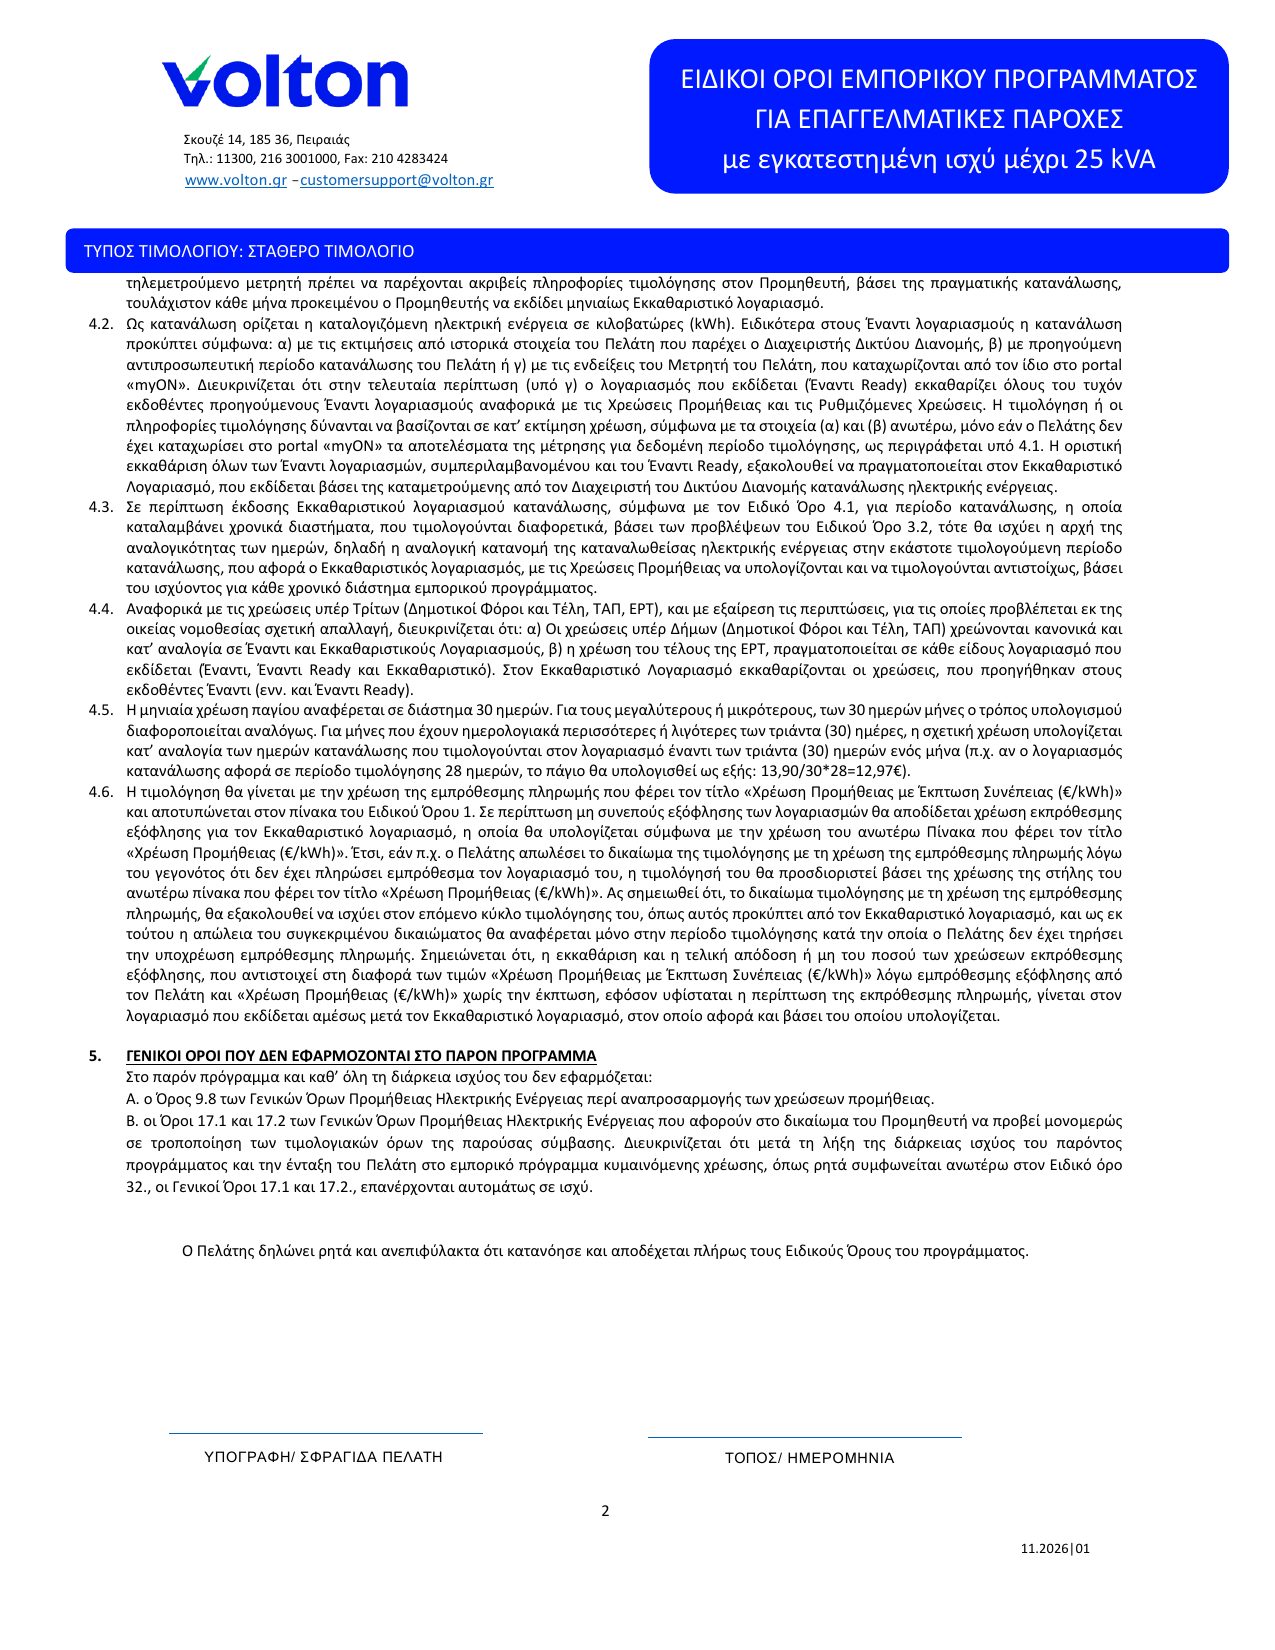 volton
ΕΙΔΙΚΟΙ ΟΡΟΙ ΕΜΠΟΡΙΚΟΥ ΠΡΟΓΡΑΜΜΑΤΟΣ
ΓΙΑ ΕΠΑΓΓΕΛΜΑΤΙΚΕΣ ΠΑΡΟΧΕΣ
με εγκατεστημένη ισχύ μέχρι 25 kVA
Σκουζέ 14, 185 36, Πειραιάς
Τηλ.: 11300, 216 3001000, Fax: 210 4283424
www.volton.gr –customersupport@volton.gr
ΤΥΠΟΣ ΤΙΜΟΛΟΓΙΟΥ: ΣΤΑΘΕΡΟ ΤΙΜΟΛΟΓΙΟ
τηλεμετρούμενο μετρητή πρέπει να παρέχονται ακριβείς πληροφορίες τιμολόγησης στον Προμηθευτή, βάσει της πραγματικής κατανάλωσης,
τουλάχιστον κάθε μήνα προκειμένου ο Προμηθευτής να εκδίδει μηνιαίως Εκκαθαριστικό λογαριασμό.
4.2. Ως κατανάλωση ορίζεται η καταλογιζόμενη ηλεκτρική ενέργεια σε κιλοβατώρες (kWh). Ειδικότερα στους Έναντι λογαριασμούς η κατανάλωση
προκύπτει σύμφωνα: α) με τις εκτιμήσεις από ιστορικά στοιχεία του Πελάτη που παρέχει ο Διαχειριστής Δικτύου Διανομής, β) με προηγούμενη
αντιπροσωπευτική περίοδο κατανάλωσης του Πελάτη ή γ) με τις ενδείξεις του Μετρητή του Πελάτη, που καταχωρίζονται από τον ίδιο στο portal
«myON». Διευκρινίζεται ότι στην τελευταία περίπτωση (υπό γ) ο λογαριασμός που εκδίδεται (Έναντι Ready) εκκαθαρίζει όλους του τυχόν
εκδοθέντες προηγούμενους Έναντι λογαριασμούς αναφορικά με τις Χρεώσεις Προμήθειας και τις Ρυθμιζόμενες Χρεώσεις. Η τιμολόγηση ή οι
πληροφορίες τιμολόγησης δύνανται να βασίζονται σε κατ’ εκτίμηση χρέωση, σύμφωνα με τα στοιχεία (α) και (β) ανωτέρω, μόνο εάν ο Πελάτης δεν
έχει καταχωρίσει στο portal «myON» τα αποτελέσματα της μέτρησης για δεδομένη περίοδο τιμολόγησης, ως περιγράφεται υπό 4.1. Η οριστική
εκκαθάριση όλων των Έναντι λογαριασμών, συμπεριλαμβανομένου και του Έναντι Ready, εξακολουθεί να πραγματοποιείται στον Εκκαθαριστικό
Λογαριασμό, που εκδίδεται βάσει της καταμετρούμενης από τον Διαχειριστή του Δικτύου Διανομής κατανάλωσης ηλεκτρικής ενέργειας.
4.3. Σε περίπτωση έκδοσης Εκκαθαριστικού λογαριασμού κατανάλωσης, σύμφωνα με τον Ειδικό Όρο 4.1, για περίοδο κατανάλωσης, η οποία
καταλαμβάνει χρονικά διαστήματα, που τιμολογούνται διαφορετικά, βάσει των προβλέψεων του Ειδικού Όρο 3.2, τότε θα ισχύει η αρχή της
αναλογικότητας των ημερών, δηλαδή η αναλογική κατανομή της καταναλωθείσας ηλεκτρικής ενέργειας στην εκάστοτε τιμολογούμενη περίοδο
κατανάλωσης, που αφορά ο Εκκαθαριστικός λογαριασμός, με τις Χρεώσεις Προμήθειας να υπολογίζονται και να τιμολογούνται αντιστοίχως, βάσει
του ισχύοντος για κάθε χρονικό διάστημα εμπορικού προγράμματος.
4.4. Αναφορικά με τις χρεώσεις υπέρ Τρίτων (Δημοτικοί Φόροι και Τέλη, ΤΑΠ, ΕΡΤ), και με εξαίρεση τις περιπτώσεις, για τις οποίες προβλέπεται εκ της
οικείας νομοθεσίας σχετική απαλλαγή, διευκρινίζεται ότι: α) Οι χρεώσεις υπέρ Δήμων (Δημοτικοί Φόροι και Τέλη, ΤΑΠ) χρεώνονται κανονικά και
κατ’ αναλογία σε Έναντι και Εκκαθαριστικούς Λογαριασμούς, β) η χρέωση του τέλους της ΕΡΤ, πραγματοποιείται σε κάθε είδους λογαριασμό που
εκδίδεται (Έναντι, Έναντι Ready και Εκκαθαριστικό). Στον Εκκαθαριστικό Λογαριασμό εκκαθαρίζονται οι χρεώσεις, που προηγήθηκαν στους
εκδοθέντες Έναντι (ενν. και Έναντι Ready).
4.5. Η μηνιαία χρέωση παγίου αναφέρεται σε διάστημα 30 ημερών. Για τους μεγαλύτερους ή μικρότερους, των 30 ημερών μήνες ο τρόπος υπολογισμού
διαφοροποιείται αναλόγως. Για μήνες που έχουν ημερολογιακά περισσότερες ή λιγότερες των τριάντα (30) ημέρες, η σχετική χρέωση υπολογίζεται
κατ’ αναλογία των ημερών κατανάλωσης που τιμολογούνται στον λογαριασμό έναντι των τριάντα (30) ημερών ενός μήνα (π.χ. αν ο λογαριασμός
κατανάλωσης αφορά σε περίοδο τιμολόγησης 28 ημερών, το πάγιο θα υπολογισθεί ως εξής: 13,90/30*28=12,97€).
4.6. Η τιμολόγηση θα γίνεται με την χρέωση της εμπρόθεσμης πληρωμής που φέρει τον τίτλο «Χρέωση Προμήθειας με Έκπτωση Συνέπειας (€/kWh)»
και αποτυπώνεται στον πίνακα του Ειδικού Όρου 1. Σε περίπτωση μη συνεπούς εξόφλησης των λογαριασμών θα αποδίδεται χρέωση εκπρόθεσμης
εξόφλησης για τον Εκκαθαριστικό λογαριασμό, η οποία θα υπολογίζεται σύμφωνα με την χρέωση του ανωτέρω Πίνακα που φέρει τον τίτλο
«Χρέωση Προμήθειας (€/kWh)». Έτσι, εάν π.χ. ο Πελάτης απωλέσει το δικαίωμα της τιμολόγησης με τη χρέωση της εμπρόθεσμης πληρωμής λόγω
του γεγονότος ότι δεν έχει πληρώσει εμπρόθεσμα τον λογαριασμό του, η τιμολόγησή του θα προσδιοριστεί βάσει της χρέωσης της στήλης του
ανωτέρω πίνακα που φέρει τον τίτλο «Χρέωση Προμήθειας (€/kWh)». Ας σημειωθεί ότι, το δικαίωμα τιμολόγησης με τη χρέωση της εμπρόθεσμης
πληρωμής, θα εξακολουθεί να ισχύει στον επόμενο κύκλο τιμολόγησης του, όπως αυτός προκύπτει από τον Εκκαθαριστικό λογαριασμό, και ως εκ
τούτου η απώλεια του συγκεκριμένου δικαιώματος θα αναφέρεται μόνο στην περίοδο τιμολόγησης κατά την οποία ο Πελάτης δεν έχει τηρήσει
την υποχρέωση εμπρόθεσμης πληρωμής. Σημειώνεται ότι, η εκκαθάριση και η τελική απόδοση ή μη του ποσού των χρεώσεων εκπρόθεσμης
εξόφλησης, που αντιστοιχεί στη διαφορά των τιμών «Χρέωση Προμήθειας με Έκπτωση Συνέπειας (€/kWh)» λόγω εμπρόθεσμης εξόφλησης από
τον Πελάτη και «Χρέωση Προμήθειας (€/kWh)» χωρίς την έκπτωση, εφόσον υφίσταται η περίπτωση της εκπρόθεσμης πληρωμής, γίνεται στον
λογαριασμό που εκδίδεται αμέσως μετά τον Εκκαθαριστικό λογαριασμό, στον οποίο αφορά και βάσει του οποίου υπολογίζεται.
5. ΓΕΝΙΚΟΙ ΟΡΟΙ ΠΟΥ ΔΕΝ ΕΦΑΡΜΟΖΟΝΤΑΙ ΣΤΟ ΠΑΡΟΝ ΠΡΟΓΡΑΜΜΑ
Στο παρόν πρόγραμμα και καθ’ όλη τη διάρκεια ισχύος του δεν εφαρμόζεται:
Α. ο Όρος 9.8 των Γενικών Όρων Προμήθειας Ηλεκτρικής Ενέργειας περί αναπροσαρμογής των χρεώσεων προμήθειας.
Β. οι Όροι 17.1 και 17.2 των Γενικών Όρων Προμήθειας Ηλεκτρικής Ενέργειας που αφορούν στο δικαίωμα του Προμηθευτή να προβεί μονομερώς
σε τροποποίηση των τιμολογιακών όρων της παρούσας σύμβασης. Διευκρινίζεται ότι μετά τη λήξη της διάρκειας ισχύος του παρόντος
προγράμματος και την ένταξη του Πελάτη στο εμπορικό πρόγραμμα κυμαινόμενης χρέωσης, όπως ρητά συμφωνείται ανωτέρω στον Ειδικό όρο
32., οι Γενικοί Όροι 17.1 και 17.2., επανέρχονται αυτομάτως σε ισχύ.
Ο Πελάτης δηλώνει ρητά και ανεπιφύλακτα ότι κατανόησε και αποδέχεται πλήρως τους Ειδικούς Όρους του προγράμματος.
ΥΠΟΓΡΑΦΗ/ ΣΦΡΑΓΙΔΑ ΠΕΛΑΤΗ
ΤΟΠΟΣ/ ΗΜΕΡΟΜΗΝΙΑ
2
11.2026|01